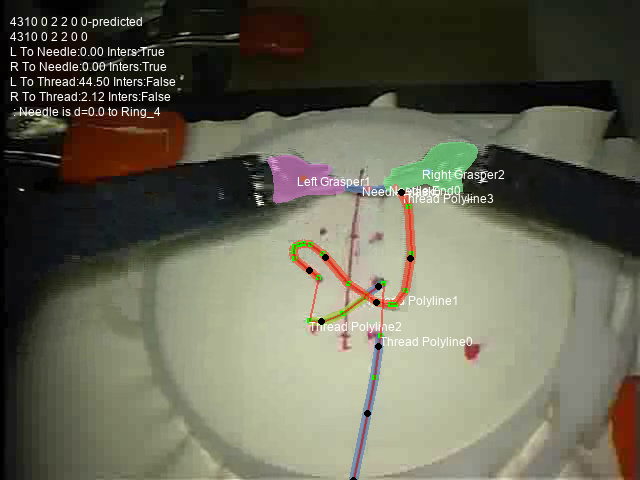 4310 0 2 2 0 0-predicted
4310 0 2 2 0 0
L To Needle:0.00 Inters:True
R To Needle:0.00 Inters:True
L To Thread:44.50 Inters:False
R To Thread:2.12 Inters:False
: Needle is d=0.0 to Ring_4
Right Grasper2
Left Grasper1
Thread Polyline3
Thread Polyline1
Thread Polyline2
Thread Polyline0